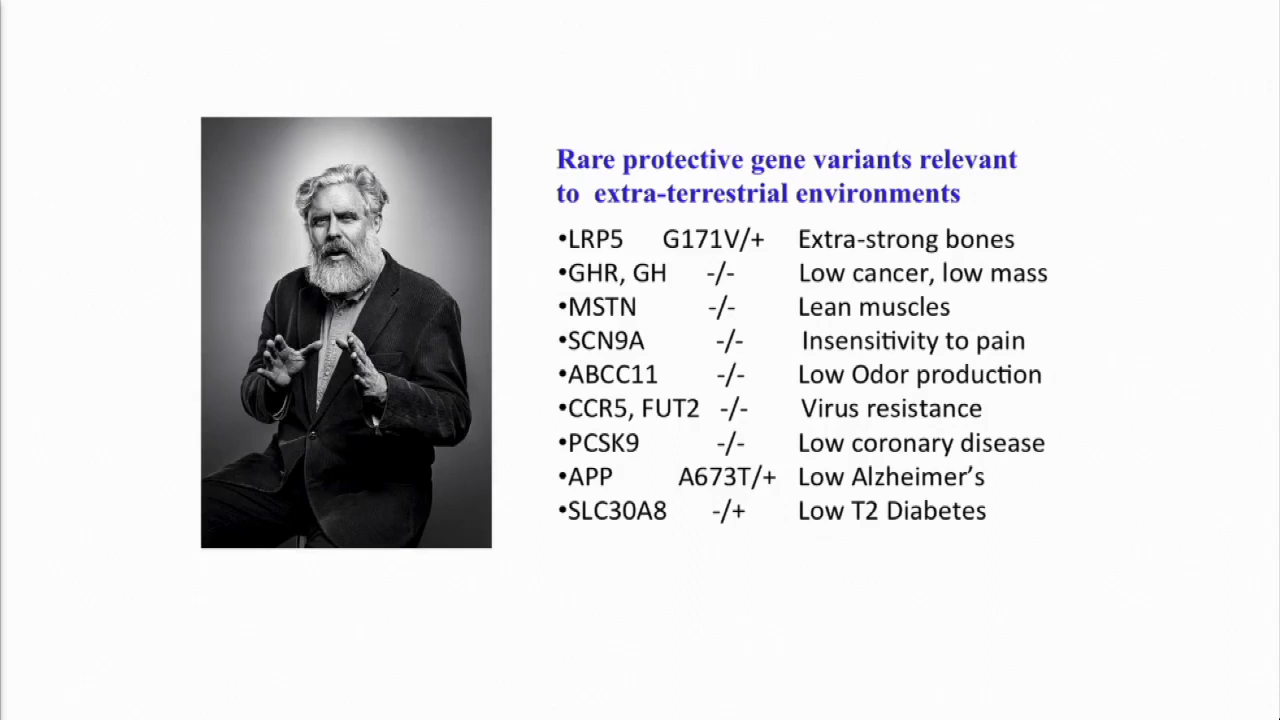 Rare protective gene variants relevant
to extra-terrestrial environments
•LRP5 G171V/+ Extra-strong bones
•GHR, GH -/- Low cancer, low mass
•MSTN -/- Lean muscles
•SCN9A -/- Insensitivity to pain
•ABCC11 -/- Low Odor production
•CCR5, FUT2 -/- Virus resistance
•PCSK9 -/- Low coronary disease
•APP A673T/+ Low Alzheimer’s
•SLC30A8 -/+ Low T2 Diabetes